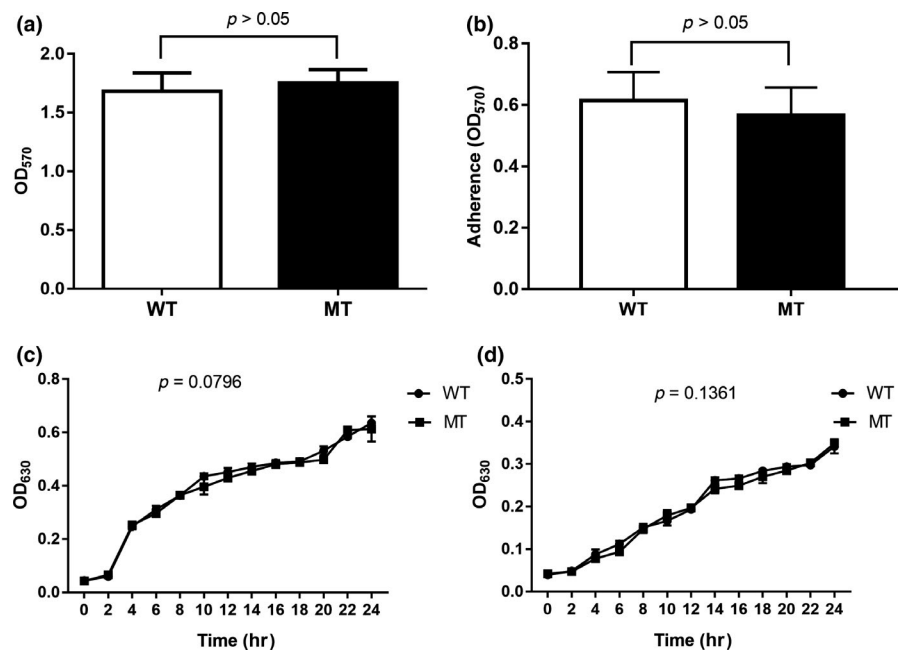 (a)
p > 0.05
OD570
2.0
1.5
1.0
0.5
0.0
WT
MT
(b)
p > 0.05
Adherence (OD570)
0.8
0.6
0.4
0.2
0.0
WT
MT
(c)
p = 0.0796
WT
MT
OD630
0.8
0.6
0.4
0.2
0.0
0 2 4 6 8 10 12 14 16 18 20 22 24
Time (hr)
(d)
p = 0.1361
WT
MT
OD630
0.5
0.4
0.3
0.2
0.1
0.0
0 2 4 6 8 10 12 14 16 18 20 22 24
Time (hr)